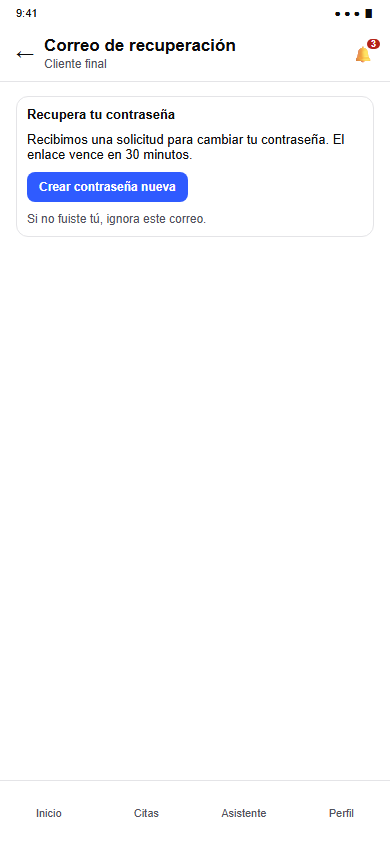 9:41
Correo de recuperación
Cliente final
3
Recupera tu contraseña
Recibimos una solicitud para cambiar tu contraseña. El
enlace vence en 30 minutos.
Crear contraseña nueva
Si no fuiste tú, ignora este correo.
Inicio
Citas
Asistente
Perfil